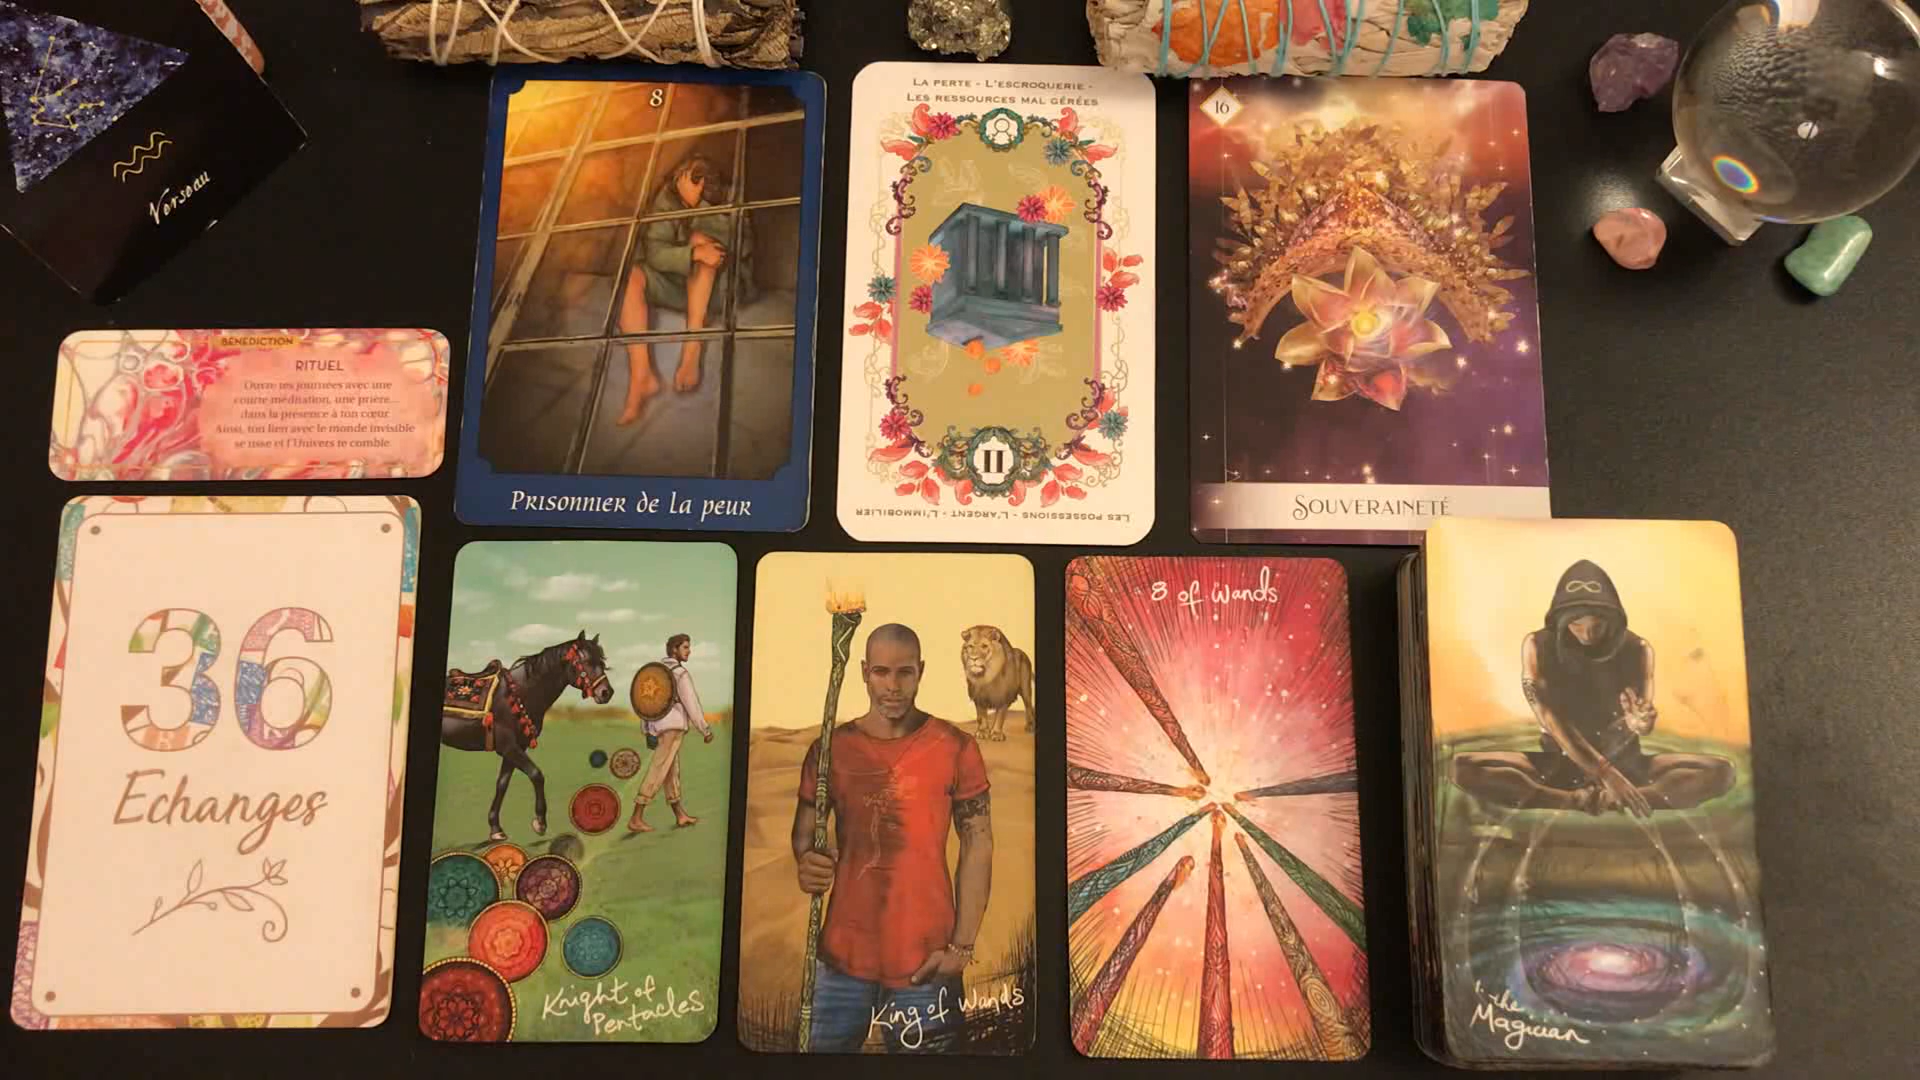 Verseau
8
LA PERTE - L'ESCROQUERIE -
LES RESSOURCES MAL GÉRÉES
16
BÉNÉDICTION
RITUEL
Ouvre tes journées avec une
courte méditation, une prière...
dans la présence à ton cœur.
Ainsi, ton lien avec le monde invisible
se tisse et l'Univers te comble.
II
PRISONNIER DE LA PEUR
LES POSSESSIONS - L'ARGENT - L'IMMOBILIER
SOUVERAINETÉ
36
Echanges
Knight of
Pentacles
King of Wands
8 of Wands
1. the
Magician